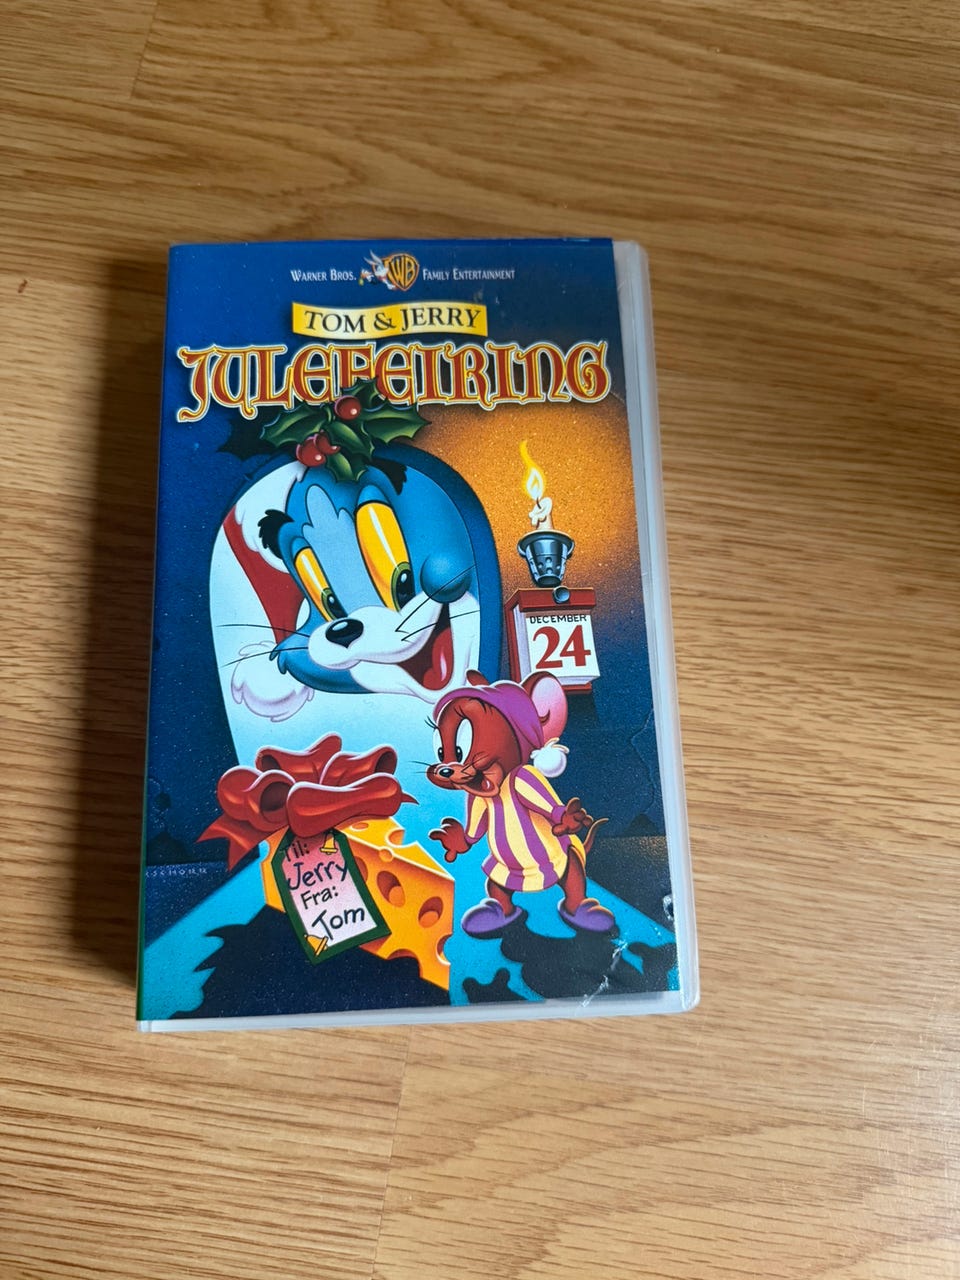 WARNER BROS. WB FAMILY ENTERTAINMENT
TOM & JERRY
JULEFEIRING
DECEMBER
24
Til:
Jerry
Fra:
Tom